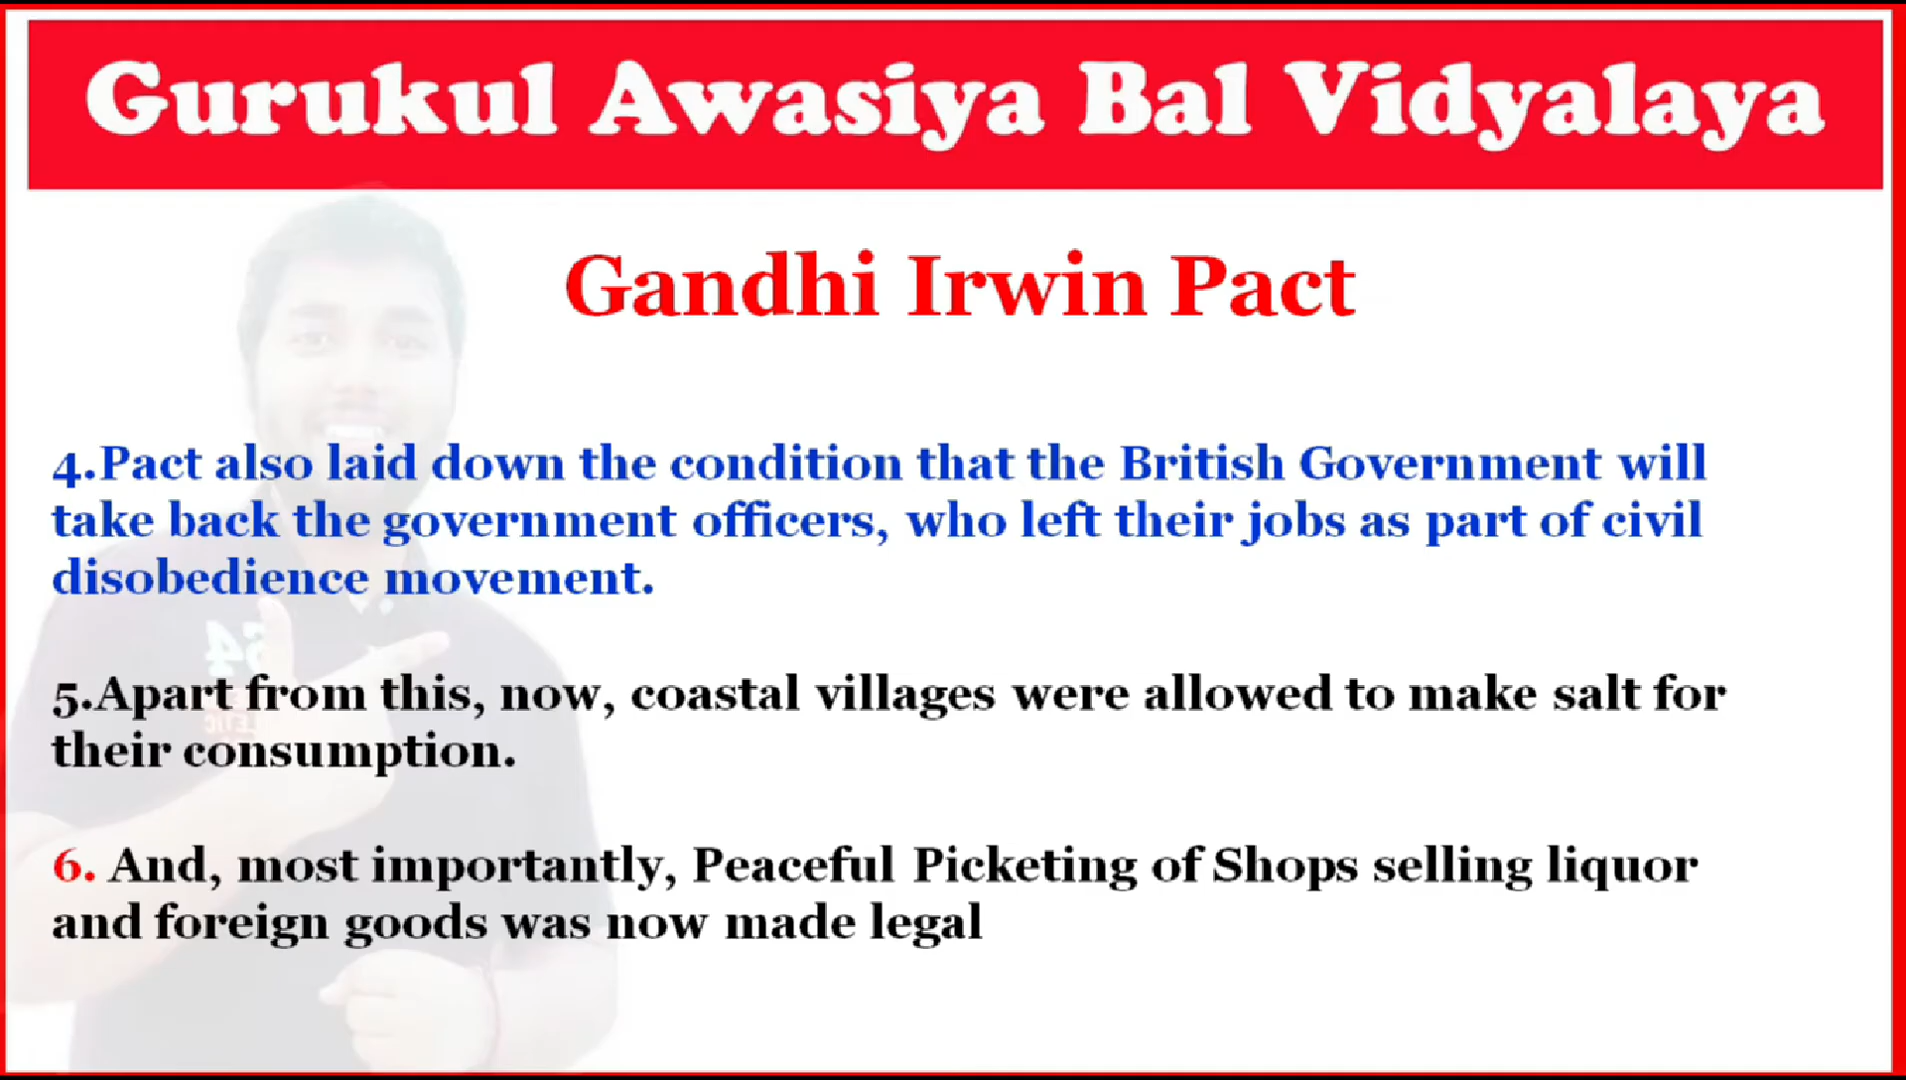 Gurukul Awasiya Bal Vidyalaya
Gandhi Irwin Pact
4.Pact also laid down the condition that the British Government will
take back the government officers, who left their jobs as part of civil
disobedience movement.
5.Apart from this, now, coastal villages were allowed to make salt for
their consumption.
6. And, most importantly, Peaceful Picketing of Shops selling liquor
and foreign goods was now made legal